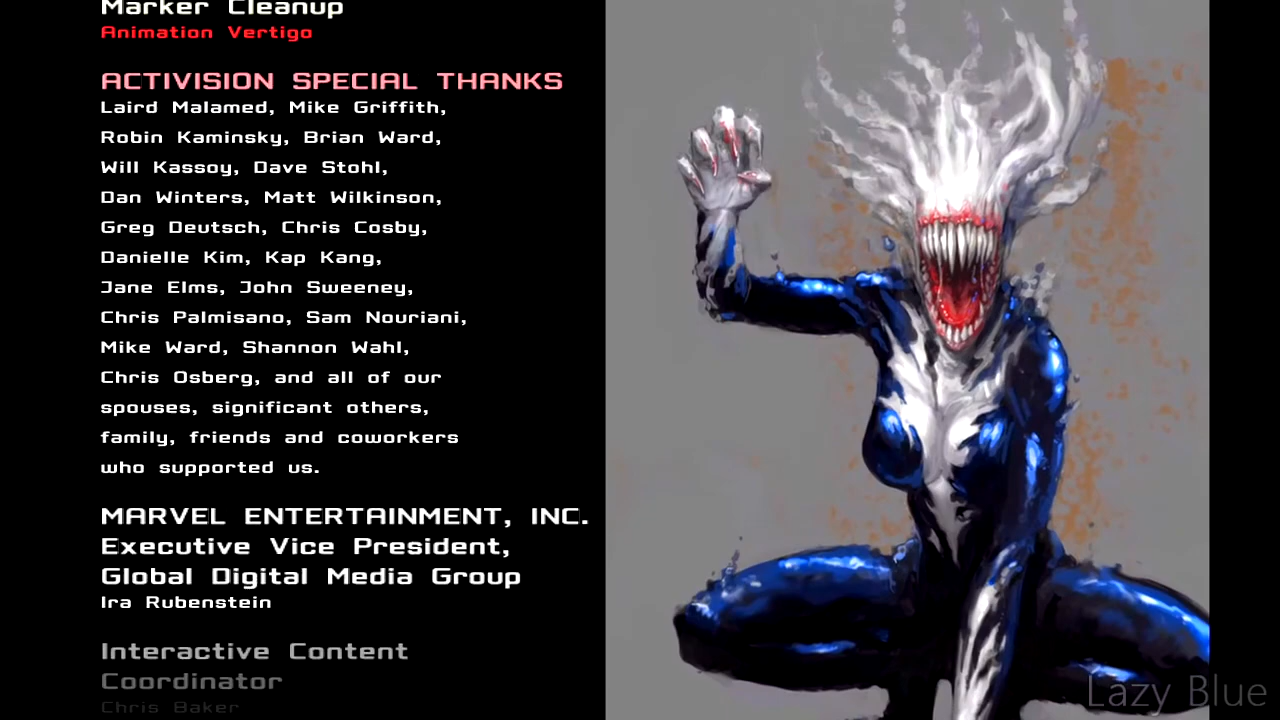 Marker Cleanup
Animation Vertigo
ACTIVISION SPECIAL THANKS
Laird Malamed, Mike Griffith,
Robin Kaminsky, Brian Ward,
Will Kassoy, Dave Stohl,
Dan Winters, Matt Wilkinson,
Greg Deutsch, Chris Cosby,
Danielle Kim, Kap Kang,
Jane Elms, John Sweeney,
Chris Palmisano, Sam Nouriani,
Mike Ward, Shannon Wahl,
Chris Osberg, and all of our
spouses, significant others,
family, friends and coworkers
who supported us.
MARVEL ENTERTAINMENT, INC.
Executive Vice President,
Global Digital Media Group
Ira Rubenstein
Interactive Content
Coordinator
Chris Baker
Lazy Blue